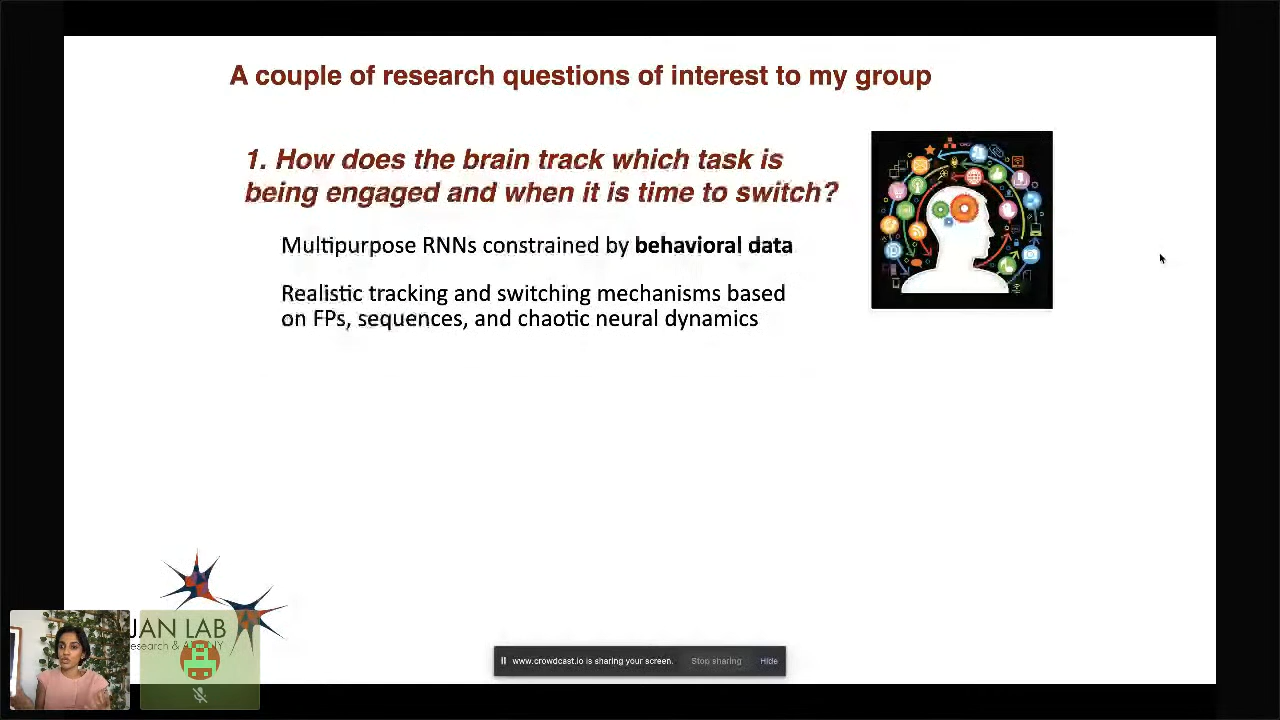 A couple of research questions of interest to my group
1. How does the brain track which task is
being engaged and when it is time to switch?
Multipurpose RNNs constrained by behavioral data
Realistic tracking and switching mechanisms based
on FPs, sequences, and chaotic neural dynamics
JAN LAB
www.crowdcast.io is sharing your screen.
Stop sharing
Hide